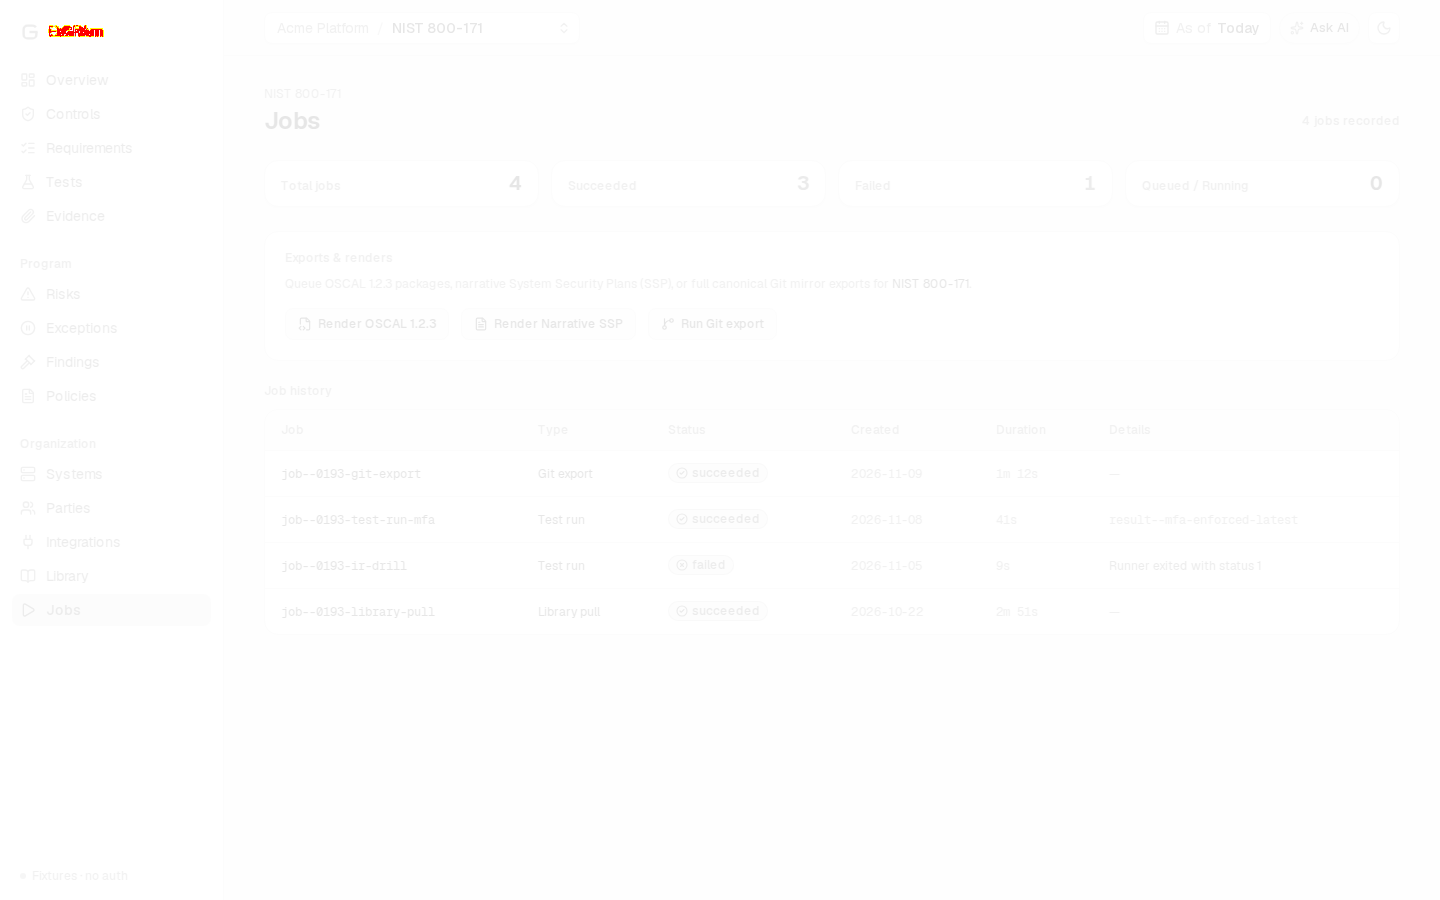 G
Acme Platform / NIST 800-171
As of Today
Ask AI
Overview
Controls
Requirements
Tests
Evidence
Program
Risks
Exceptions
Findings
Policies
Organization
Systems
Parties
Integrations
Library
Jobs
Fixtures · no auth
NIST 800-171
Jobs
4 jobs recorded
Total jobs 4
Succeeded 3
Failed 1
Queued / Running 0
Exports & renders
Queue OSCAL 1.2.3 packages, narrative System Security Plans (SSP), or full canonical Git mirror exports for NIST 800-171.
Render OSCAL 1.2.3
Render Narrative SSP
Run Git export
Job history
Job Type Status Created Duration Details
job--0193-git-export Git export succeeded 2026-11-09 1m 12s —
job--0193-test-run-mfa Test run succeeded 2026-11-08 41s result--mfa-enforced-latest
job--0193-ir-drill Test run failed 2026-11-05 9s Runner exited with status 1
job--0193-library-pull Library pull succeeded 2026-10-22 2m 51s —